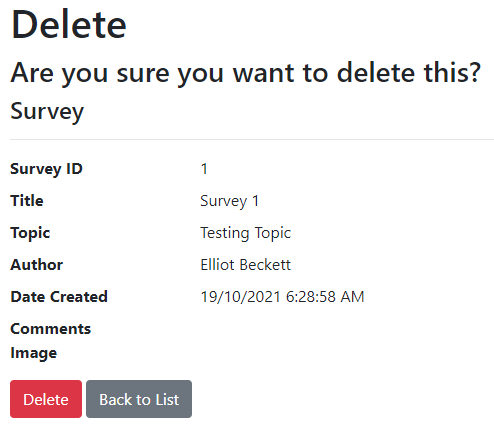 Delete
Are you sure you want to delete this?
Survey
Survey ID 1
Title Survey 1
Topic Testing Topic
Author Elliot Beckett
Date Created 19/10/2021 6:28:58 AM
Comments
Image
Delete Back to List